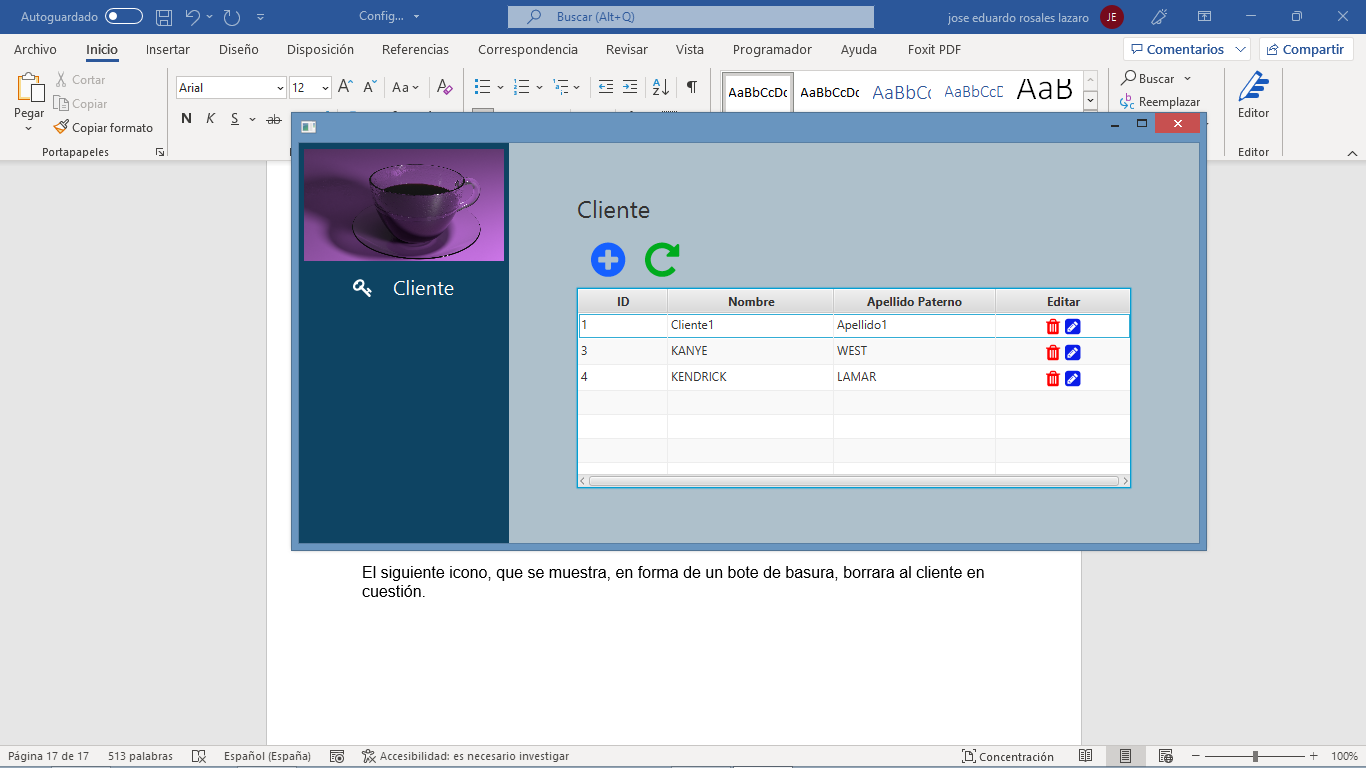 Autoguardado
Config...
Buscar (Alt+Q)
jose eduardo rosales lazaro
JE
Archivo Inicio Insertar Diseño Disposición Referencias Correspondencia Revisar Vista Programador Ayuda Foxit PDF
Comentarios
Compartir
Pegar
Cortar
Copiar
Copiar formato
Portapapeles
Arial
12
Aa
N K S ab
AaBbCcDc AaBbCcDc AaBbCc AaBbCcD AaB
Buscar
Reemplazar
Editor
Editor
Cliente
Cliente
ID Nombre Apellido Paterno Editar
1 Cliente1 Apellido1
3 KANYE WEST
4 KENDRICK LAMAR
El siguiente icono, que se muestra, en forma de un bote de basura, borrara al cliente en
cuestión.
Página 17 de 17 513 palabras Español (España) Accesibilidad: es necesario investigar Concentración 100%